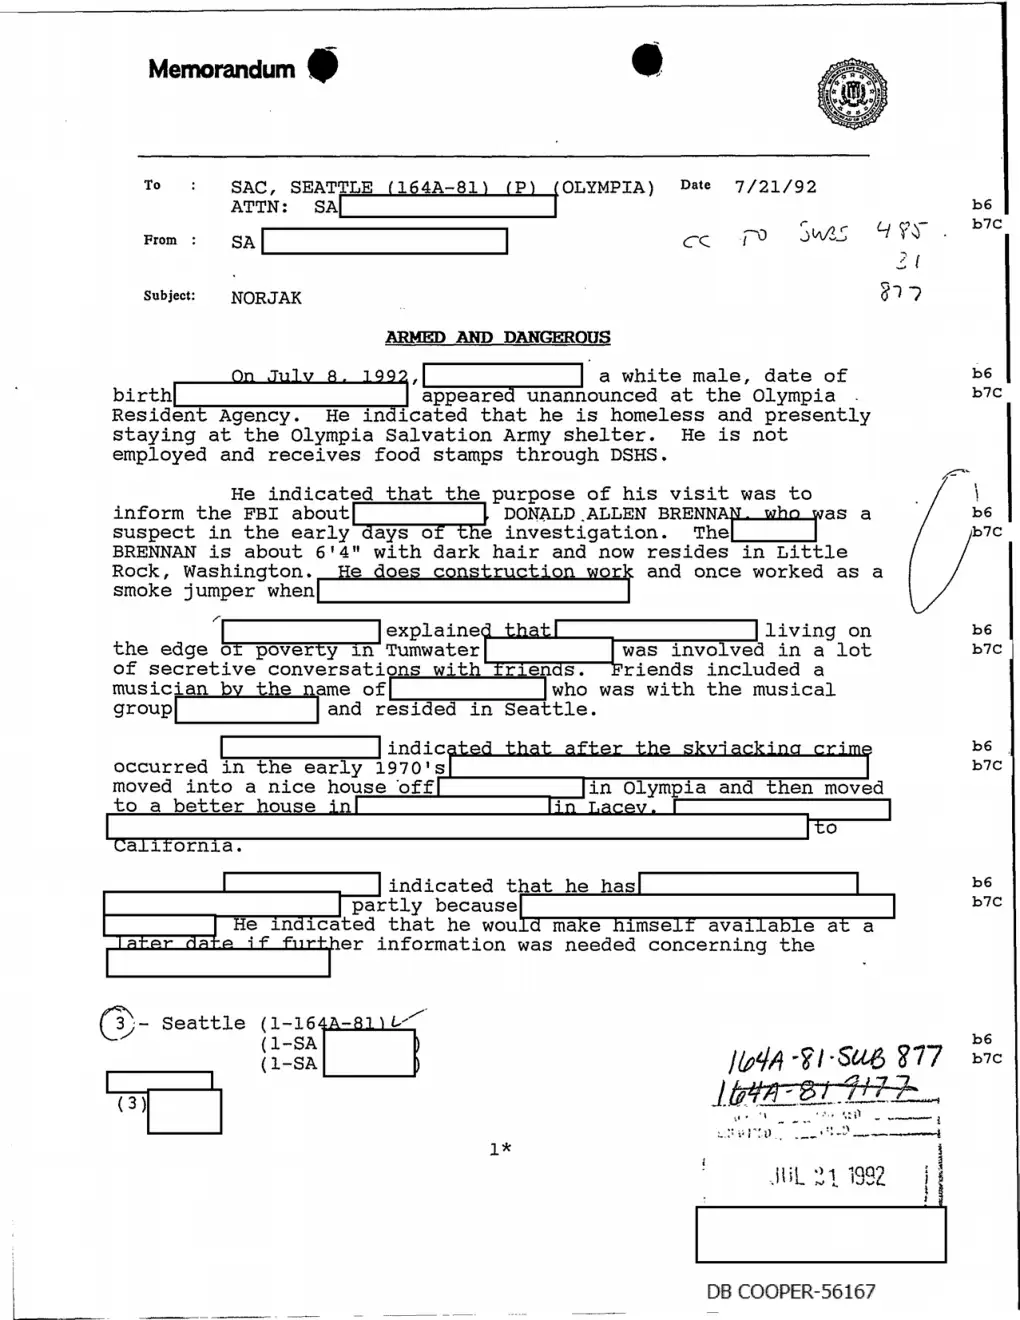 Memorandum
To : SAC, SEATTLE (164A-81) (P) (OLYMPIA) Date 7/21/92
ATTN: SA
b6
b7C
From : SA
cc TO SUBS 485
31
877
Subject: NORJAK
ARMED AND DANGEROUS
On July 8, 1992, a white male, date of
b6
birth appeared unannounced at the Olympia
b7C
Resident Agency. He indicated that he is homeless and presently
staying at the Olympia Salvation Army shelter. He is not
employed and receives food stamps through DSHS.
He indicated that the purpose of his visit was to
inform the FBI about , DONALD ALLEN BRENNAN, who was a
b6
suspect in the early days of the investigation. The
b7C
BRENNAN is about 6'4" with dark hair and now resides in Little
Rock, Washington. He does construction work and once worked as a
smoke jumper when
explained that living on
b6
the edge of poverty in Tumwater was involved in a lot
b7C
of secretive conversations with friends. Friends included a
musician by the name of who was with the musical
group and resided in Seattle.
indicated that after the skyjacking crime
b6
occurred in the early 1970's
b7C
moved into a nice house off in Olympia and then moved
to a better house in in Lacey.
to
California.
indicated that he has
b6
partly because
b7C
He indicated that he would make himself available at a
later date if further information was needed concerning the
3 - Seattle (1-164A-81)
(1-SA )
b6
(1-SA )
b7C
(3)
164A-81-SUB 877
164A-81 9177
1*
JUL 21 1992
DB COOPER-56167